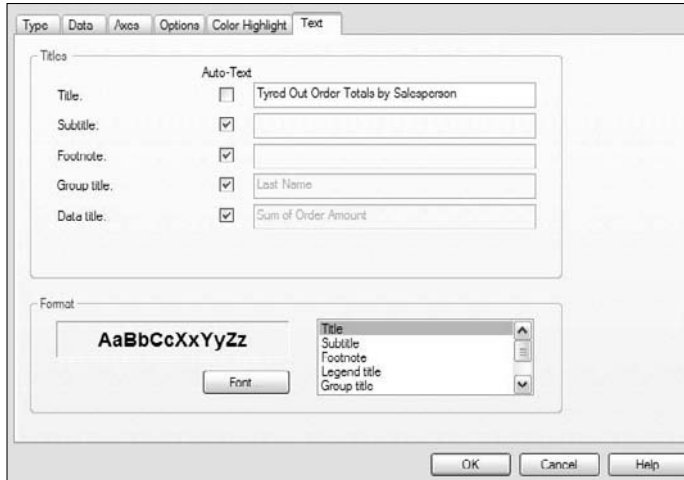 Type Data Axes Options Color Highlight Text
Titles
Auto-Text
Title. Tyred Out Order Totals by Salesperson
Subtitle.
Footnote.
Group title. Last Name
Data title. Sum of Order Amount
Format
AaBbCcXxYyZz
Title
Subtitle
Footnote
Legend title
Group title
Font
OK Cancel Help